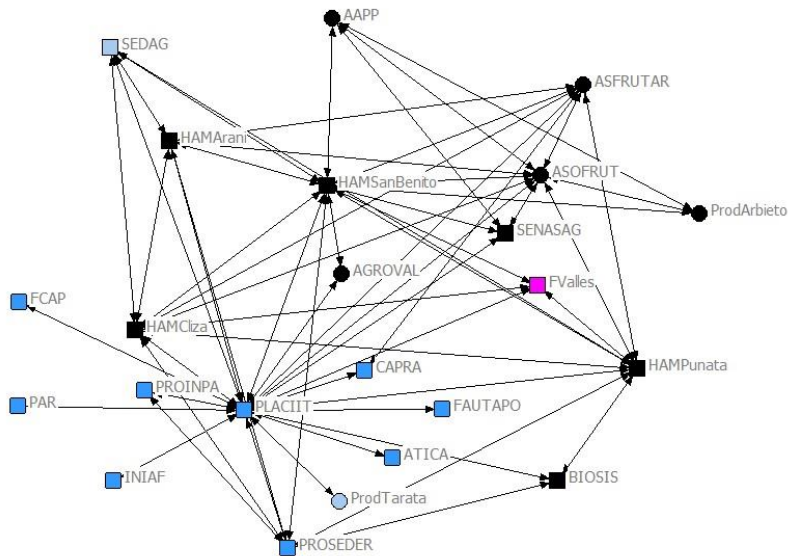 AAPP
SEDAG
ASFRUTAR
HAMArani
ASOFRUT
HAMSanBenito
ProdArbieto
SENASAG
AGROVAL
FValles
FCAP
HAMCliza
CAPRA
HAMPunata
PROINPA
PAR
PLACIIT
FAUTAPO
ATICA
INIAF
BIOSIS
ProdTarata
PROSEDER